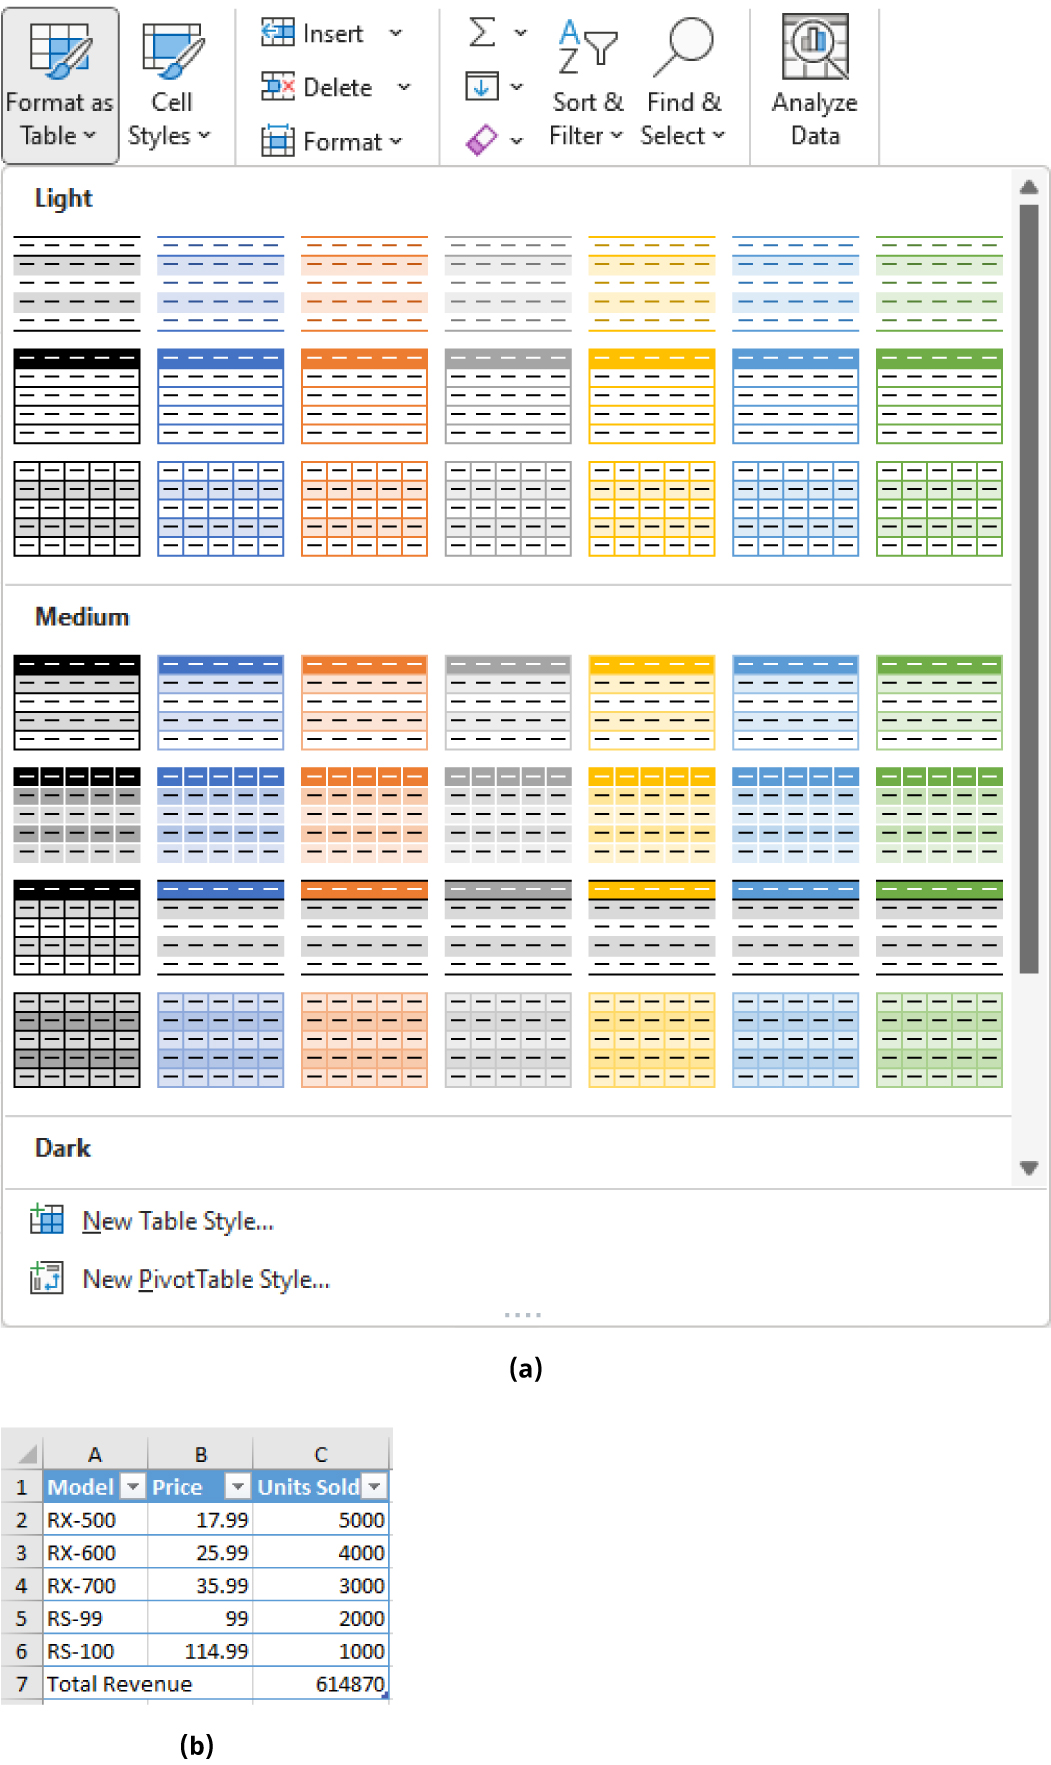 Format as Table
Cell Styles
Insert
Delete
Format
Sort & Filter
Find & Select
Analyze Data
Light
Medium
Dark
New Table Style...
New PivotTable Style...
(a)
A B C
1 Model Price Units Sold
2 RX-500 17.99 5000
3 RX-600 25.99 4000
4 RX-700 35.99 3000
5 RS-99 99 2000
6 RS-100 114.99 1000
7 Total Revenue 614870
(b)